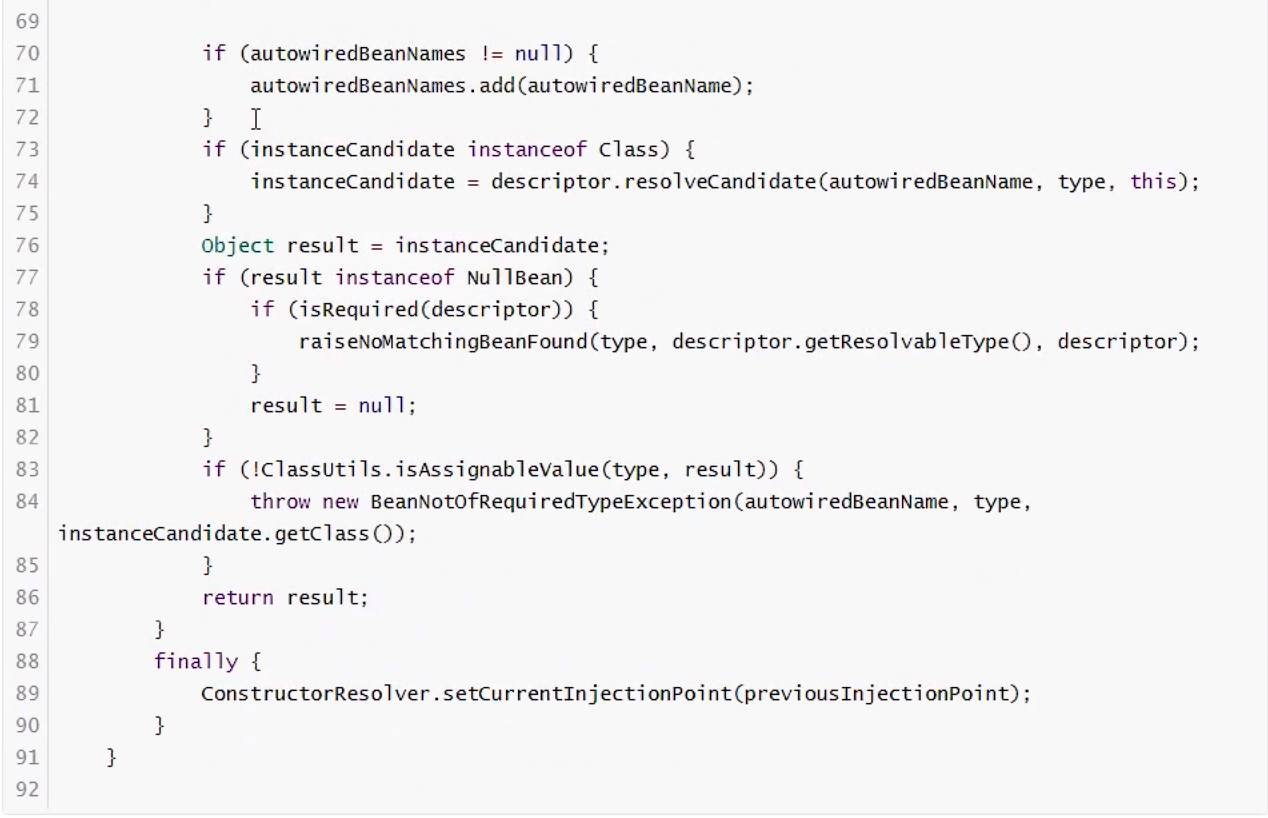 69
70             if (autowiredBeanNames != null) {
71                 autowiredBeanNames.add(autowiredBeanName);
72             }
73             if (instanceCandidate instanceof Class) {
74                 instanceCandidate = descriptor.resolveCandidate(autowiredBeanName, type, this);
75             }
76             Object result = instanceCandidate;
77             if (result instanceof NullBean) {
78                 if (isRequired(descriptor)) {
79                     raiseNoMatchingBeanFound(type, descriptor.getResolvableType(), descriptor);
80                 }
81                 result = null;
82             }
83             if (!ClassUtils.isAssignableValue(type, result)) {
84                 throw new BeanNotOfRequiredTypeException(autowiredBeanName, type,
instanceCandidate.getClass());
85             }
86             return result;
87         }
88         finally {
89             ConstructorResolver.setCurrentInjectionPoint(previousInjectionPoint);
90         }
91     }
92